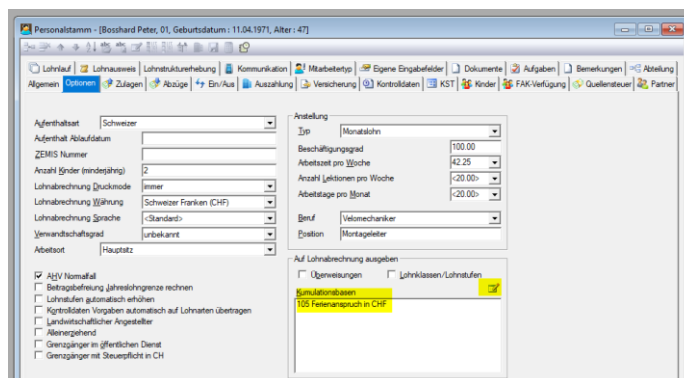 Personalstamm - [Bosshard Peter, 01, Geburtsdatum : 11.04.1971, Alter : 47]
Lohnlauf Lohnausweis Lohnstrukturerhebung Kommunikation Mitarbeitertyp Eigene Eingabefelder Dokumente Aufgaben Bemerkungen Abteilung
Allgemein Optionen Zulagen Abzüge Ein/Aus Auszahlung Versicherung Kontrolldaten KST Kinder FAK-Verfügung Quellensteuer Partner
Aufenthaltsart Schweizer
Aufenthalt Ablaufdatum
ZEMIS Nummer
Anzahl Kinder (minderjährig) 2
Lohnabrechnung Druckmode immer
Lohnabrechnung Währung Schweizer Franken (CHF)
Lohnabrechnung Sprache <Standard>
Verwandtschaftsgrad unbekannt
Arbeitsort Hauptsitz
AHV Normalfall
Beitragsbefreiung Jahreslohngrenze rechnen
Lohnstufen automatisch erhöhen
Kontrolldaten Vorgaben automatisch auf Lohnarten übertragen
Landwirtschaftlicher Angestellter
Alleinerziehend
Grenzgänger im öffentlichen Dienst
Grenzgänger mit Steuerpflicht in CH
Anstellung
Typ Monatslohn
Beschäftigungsgrad 100.00
Arbeitszeit pro Woche 42.25
Anzahl Lektionen pro Woche <20.00>
Arbeitstage pro Monat <20.00>
Beruf Velomechaniker
Position Montageleiter
Auf Lohnabrechnung ausgeben
Überweisungen Lohnklassen/Lohnstufen
Kumulationsbasen
105 Ferienanspruch in CHF